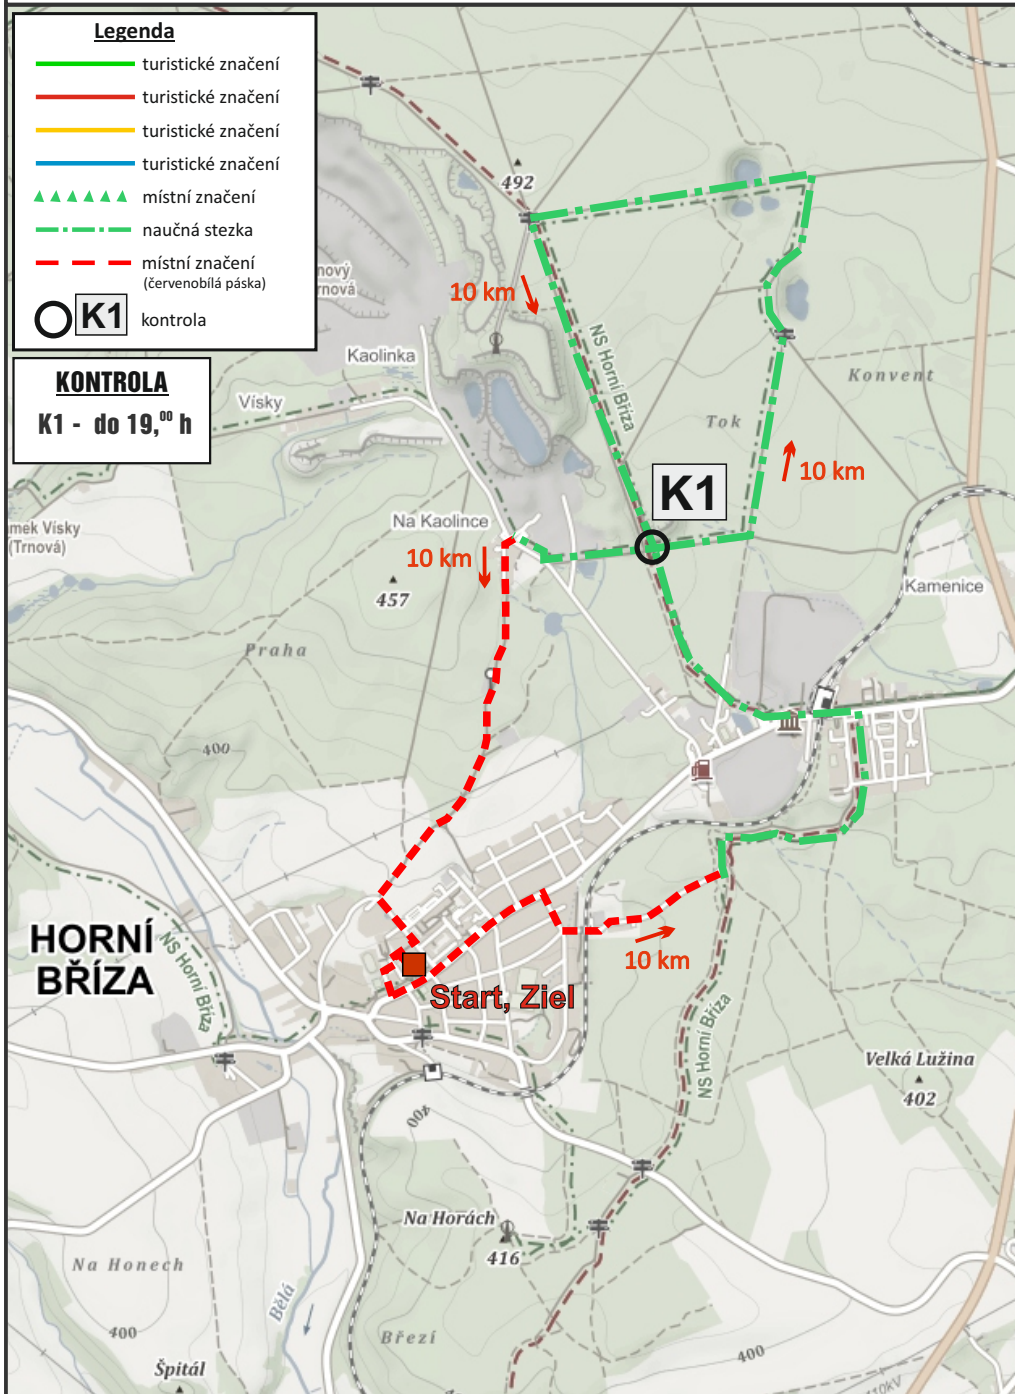 Legenda
turistické značení
turistické značení
turistické značení
turistické značení
místní značení
naučná stezka
místní značení
(červenobílá páska)
K1 kontrola
KONTROLA
K1 - do 19,⁰⁰ h
492
10 km
NS Horní Bříza
Kaolinka
Vísky
Konvent
Tok
10 km
K1
Na Kaolince
(Trnová)
10 km
457
Kamenice
Praha
400
HORNÍ
BŘÍZA
NS Horní Bříza
10 km
Start, Ziel
NS Horní Bříza
Velká Lužina
402
400
Na Horách
416
Na Honech
Bělá
Březí
400
400
Špitál